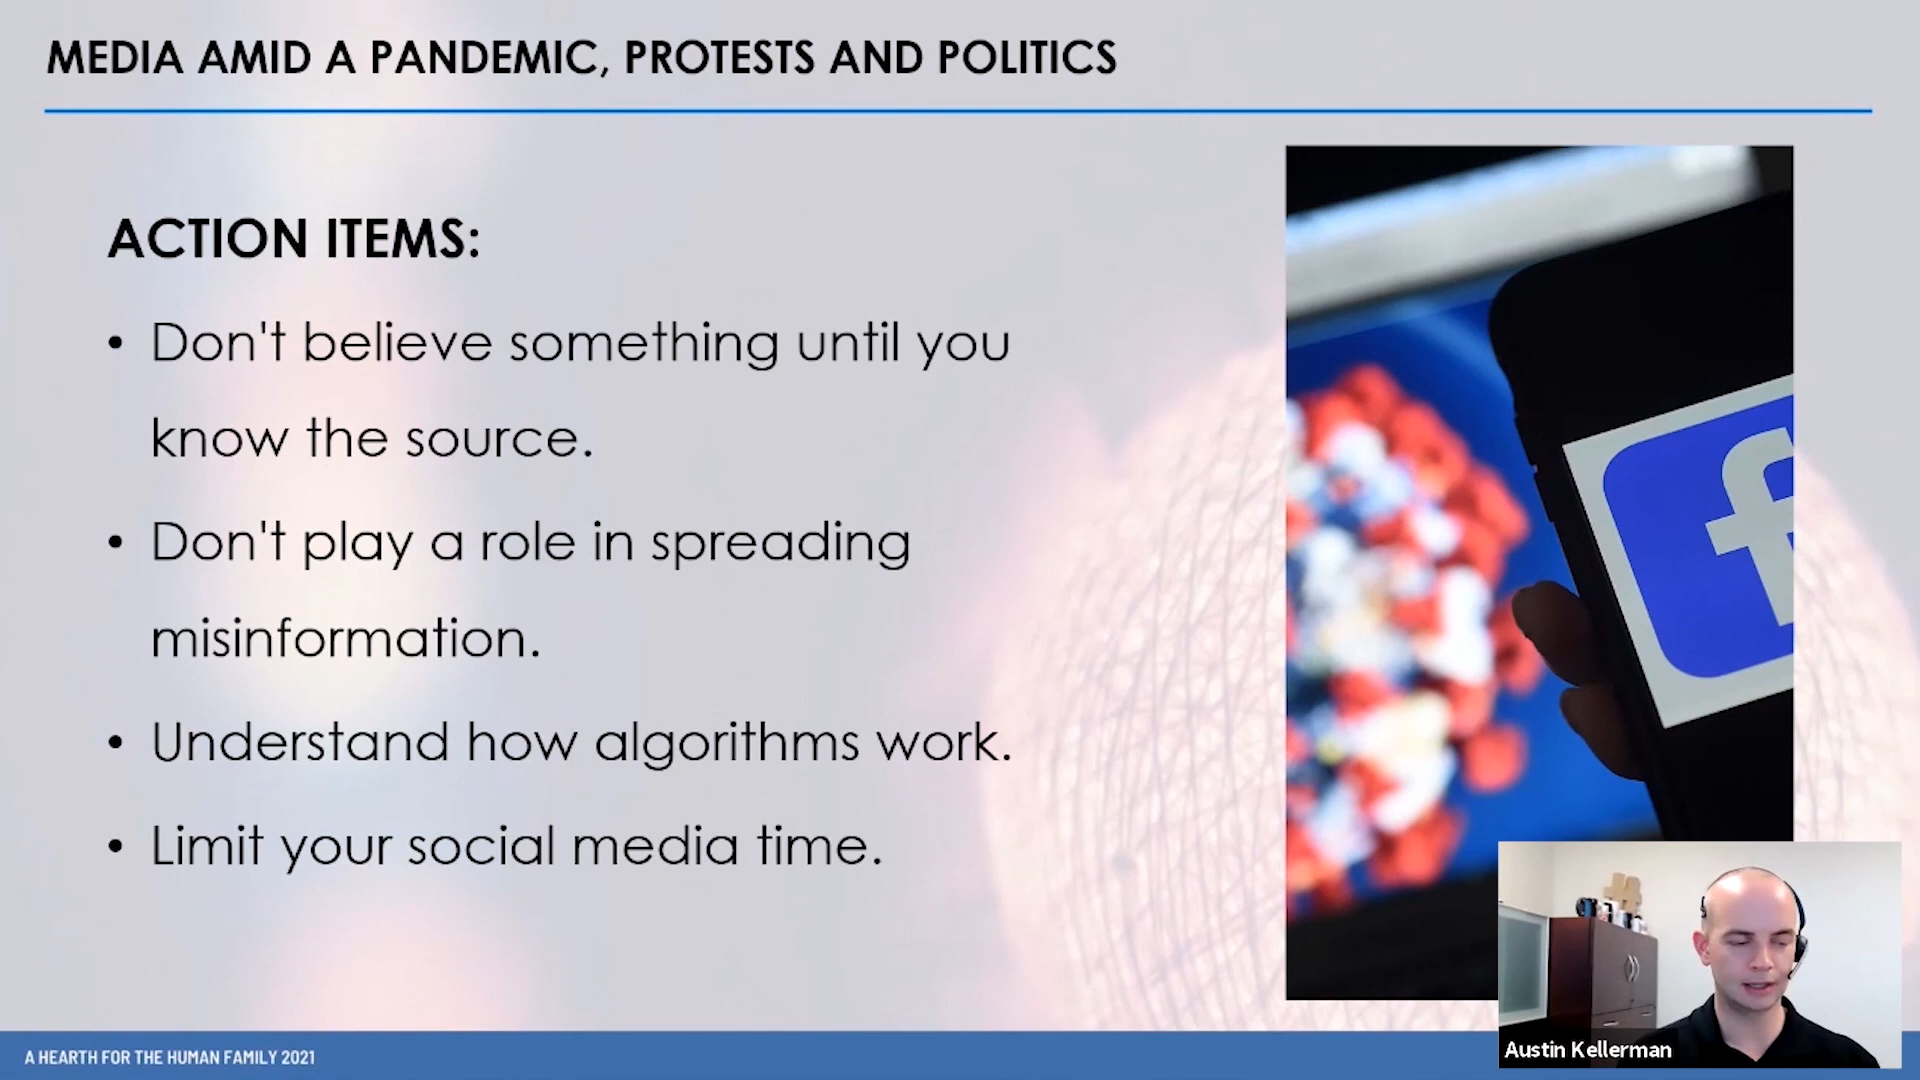 MEDIA AMID A PANDEMIC, PROTESTS AND POLITICS
ACTION ITEMS:
• Don't believe something until you
know the source.
• Don't play a role in spreading
misinformation.
• Understand how algorithms work.
• Limit your social media time.
f
A HEARTH FOR THE HUMAN FAMILY 2021
Austin Kellerman